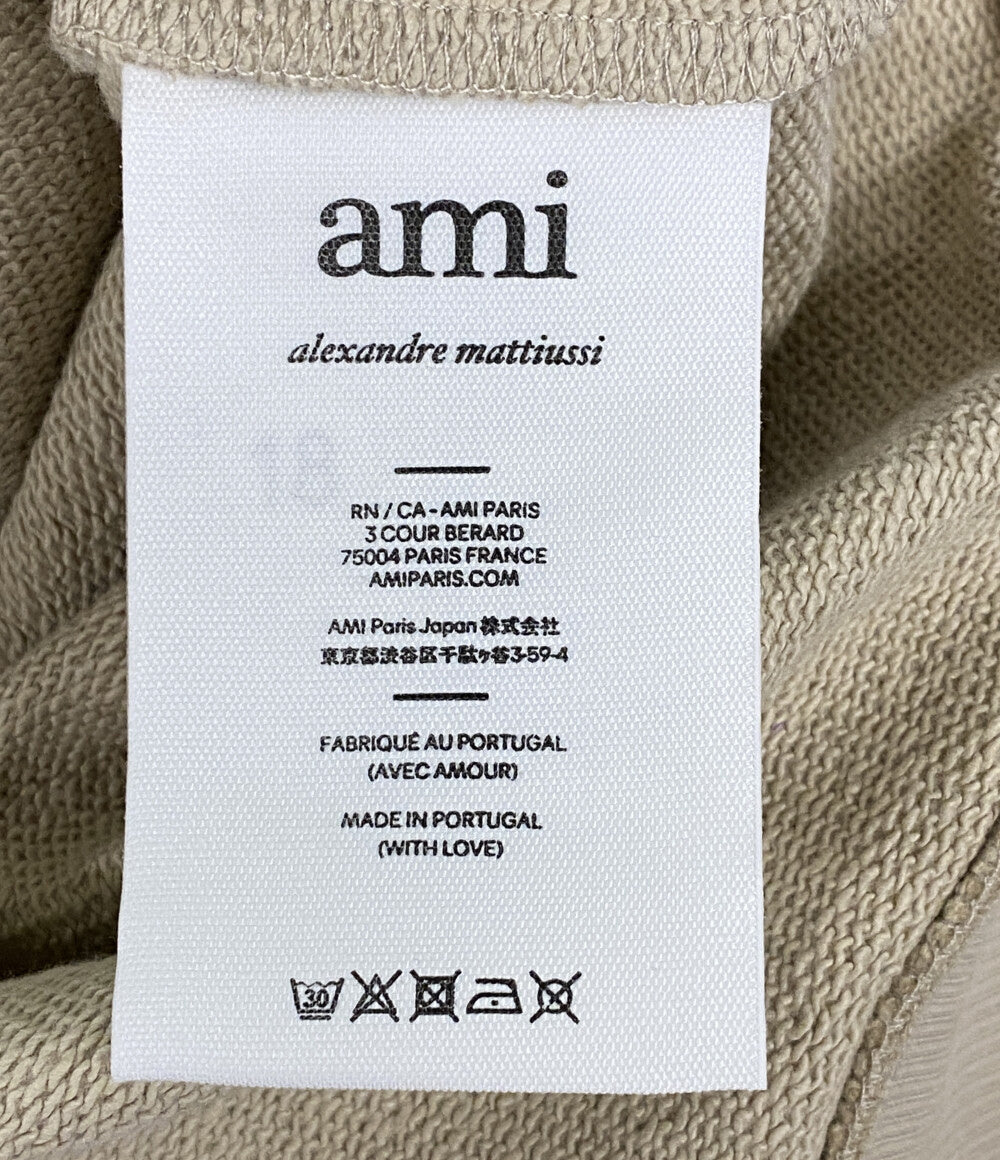 ami
alexandre mattiussi
RN / CA - AMI PARIS
3 COUR BERARD
75004 PARIS FRANCE
AMIPARIS.COM
AMI Paris Japan 株式会社
東京都渋谷区千駄ヶ谷3-59-4
FABRIQUÉ AU PORTUGAL
(AVEC AMOUR)
MADE IN PORTUGAL
(WITH LOVE)
30